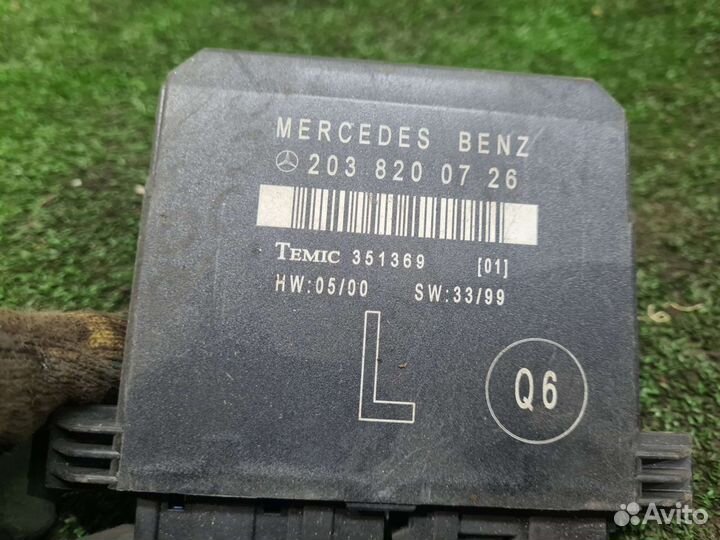 MERCEDES BENZ
203 820 07 26
TEMIC 351369 [01]
HW:05/00 SW:33/99
L
Q6
Avito